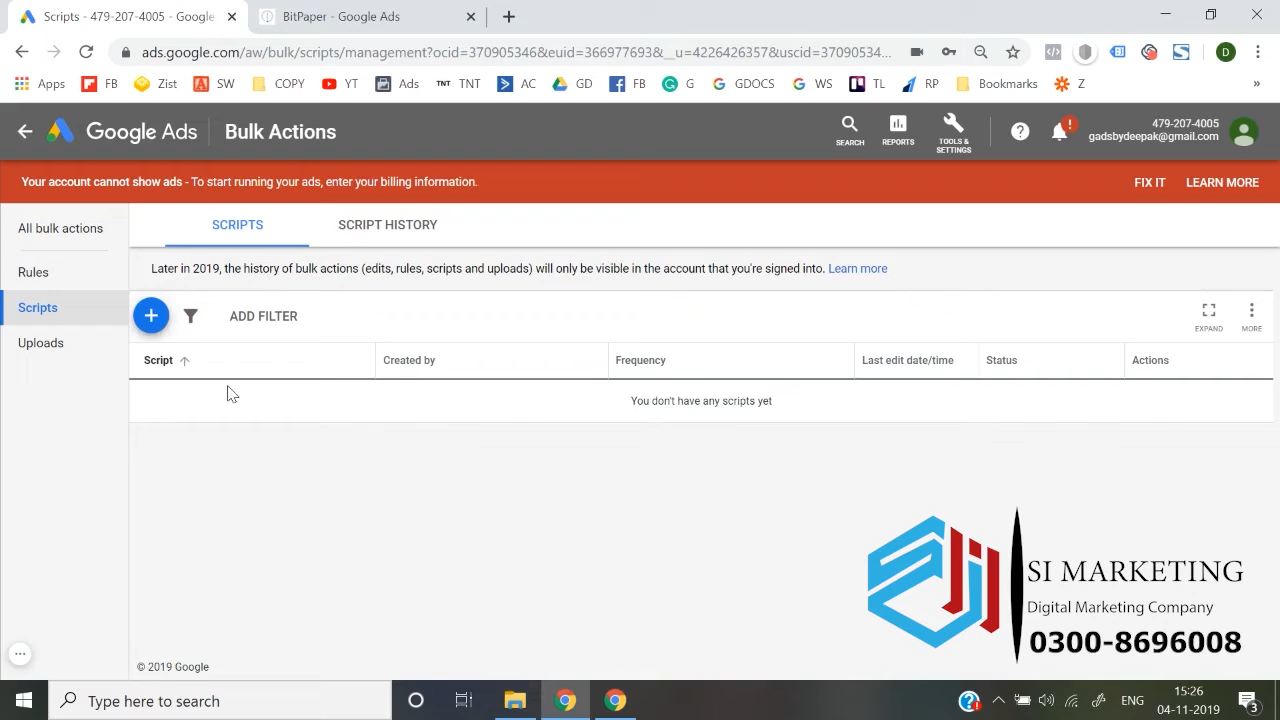 Scripts - 479-207-4005 - Google
BitPaper - Google Ads
ads.google.com/aw/bulk/scripts/management?ocid=370905346&euid=366977693&__u=4226426357&uscid=37090534...
Apps FB Zist SW COPY YT Ads TNT TNT AC GD FB G GDOCS WS TL RP Bookmarks Z »
Google Ads
Bulk Actions
SEARCH
REPORTS
TOOLS &
SETTINGS
479-207-4005
gadsbydeepak@gmail.com
Your account cannot show ads - To start running your ads, enter your billing information.
FIX IT
LEARN MORE
All bulk actions
Rules
Scripts
Uploads
SCRIPTS
SCRIPT HISTORY
Later in 2019, the history of bulk actions (edits, rules, scripts and uploads) will only be visible in the account that you're signed into. Learn more
ADD FILTER
EXPAND
MORE
Script Created by Frequency Last edit date/time Status Actions
You don't have any scripts yet
SI MARKETING
Digital Marketing Company
0300-8696008
© 2019 Google
Type here to search
ENG
15:26
04-11-2019
3